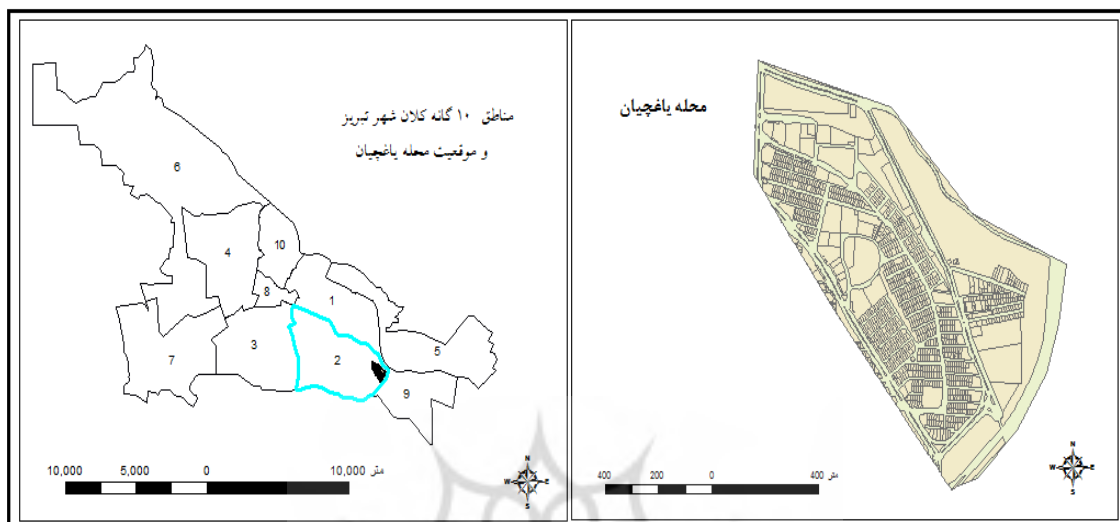 مناطق ۱۰ گانه کلان شهر تبریز
و موقعیت محله یاغچیان
6
4
10
8
1
7
3
2
5
9
10,000 5,000 0 10,000 متر
N
W E
S
محله یاغچیان
400 200 0 400 متر
N
W E
S